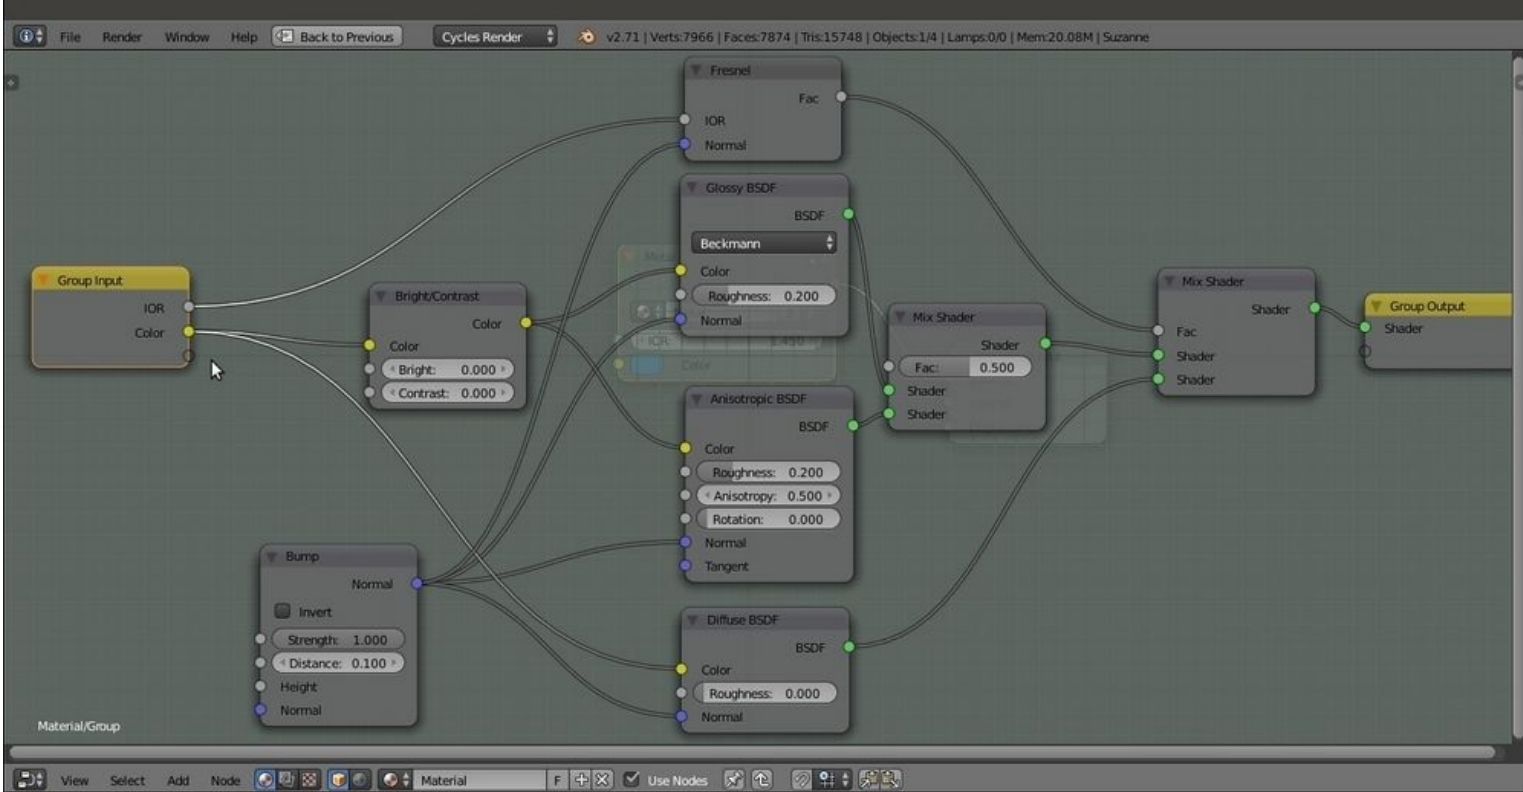 File Render Window Help Back to Previous Cycles Render v2.71 | Verts:7966 | Faces:7874 | Tris:15748 | Objects:1/4 | Lamps:0/0 | Mem:20.08M | Suzanne
Fresnel
Fac
IOR
Normal
Glossy BSDF
BSDF
Beckmann
Color
Roughness: 0.200
Normal
Group Input
IOR
Color
Bright/Contrast
Color
Color
Bright: 0.000
Contrast: 0.000
IOR: 1.450
Color
Mix Shader
Shader
Fac: 0.500
Shader
Shader
Mix Shader
Shader
Fac
Shader
Shader
Group Output
Shader
Anisotropic BSDF
BSDF
Color
Roughness: 0.200
Anisotropy: 0.500
Rotation: 0.000
Normal
Tangent
Bump
Normal
Invert
Strength: 1.000
Distance: 0.100
Height
Normal
Diffuse BSDF
BSDF
Color
Roughness: 0.000
Normal
Material/Group
View Select Add Node Material F Use Nodes